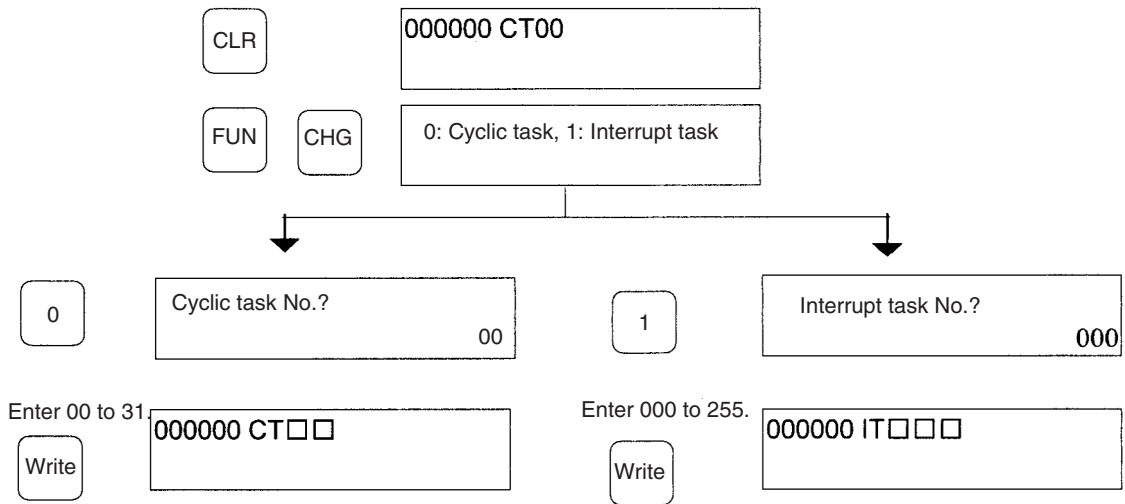 CLR
000000 CT00
FUN
CHG
0: Cyclic task, 1: Interrupt task
0
Cyclic task No.?
00
1
Interrupt task No.?
000
Enter 00 to 31.
000000 CT□□
Write
Enter 000 to 255.
000000 IT□□□
Write